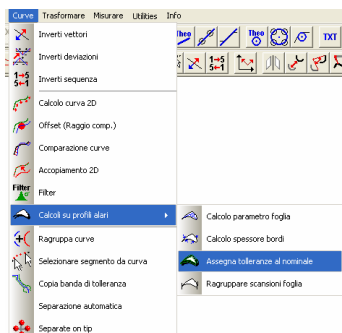 Curve Trasformare Misurare Utilities Info
Inverti vettori
Theo
Theo
TXT
Inverti deviazioni
1→5
5←1
Inverti sequenza
1→5
5←1
Calcolo curva 2D
Offset (Raggio comp.)
Comparazione curve
Accopiamento 2D
Filter
Filter
Calcoli su profili alari
Calcolo parametro foglia
Ragruppa curve
Calcolo spessore bordi
Selezionare segmento da curva
Assegna tolleranze al nominale
Copia banda di tolleranza
Ragruppare scansioni foglia
Separazione automatica
Separate on tip